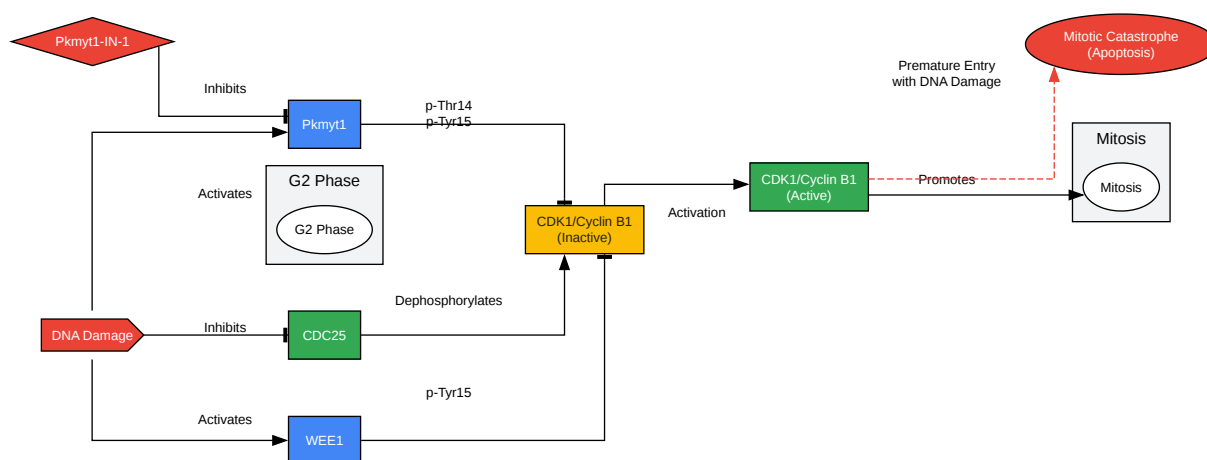 Pkmyt1-IN-1
Mitotic Catastrophe
(Apoptosis)
Premature Entry
with DNA Damage
Inhibits
p-Thr14
p-Tyr15
Pkmyt1
Mitosis
Mitosis
Activates
G2 Phase
G2 Phase
CDK1/Cyclin B1
(Active)
Promotes
CDK1/Cyclin B1
(Inactive)
Activation
Dephosphorylates
DNA Damage
Inhibits
CDC25
p-Tyr15
Activates
WEE1